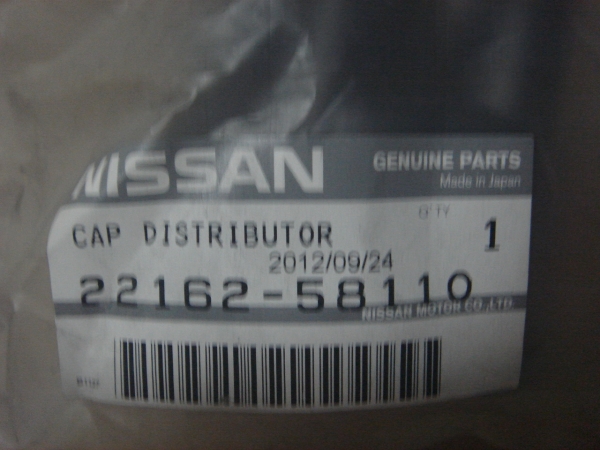 NISSAN
GENUINE PARTS
Made in Japan
CAP DISTRIBUTOR
Q'TY
1
2012/09/24
22162-58110
NISSAN MOTOR CO.,LTD.